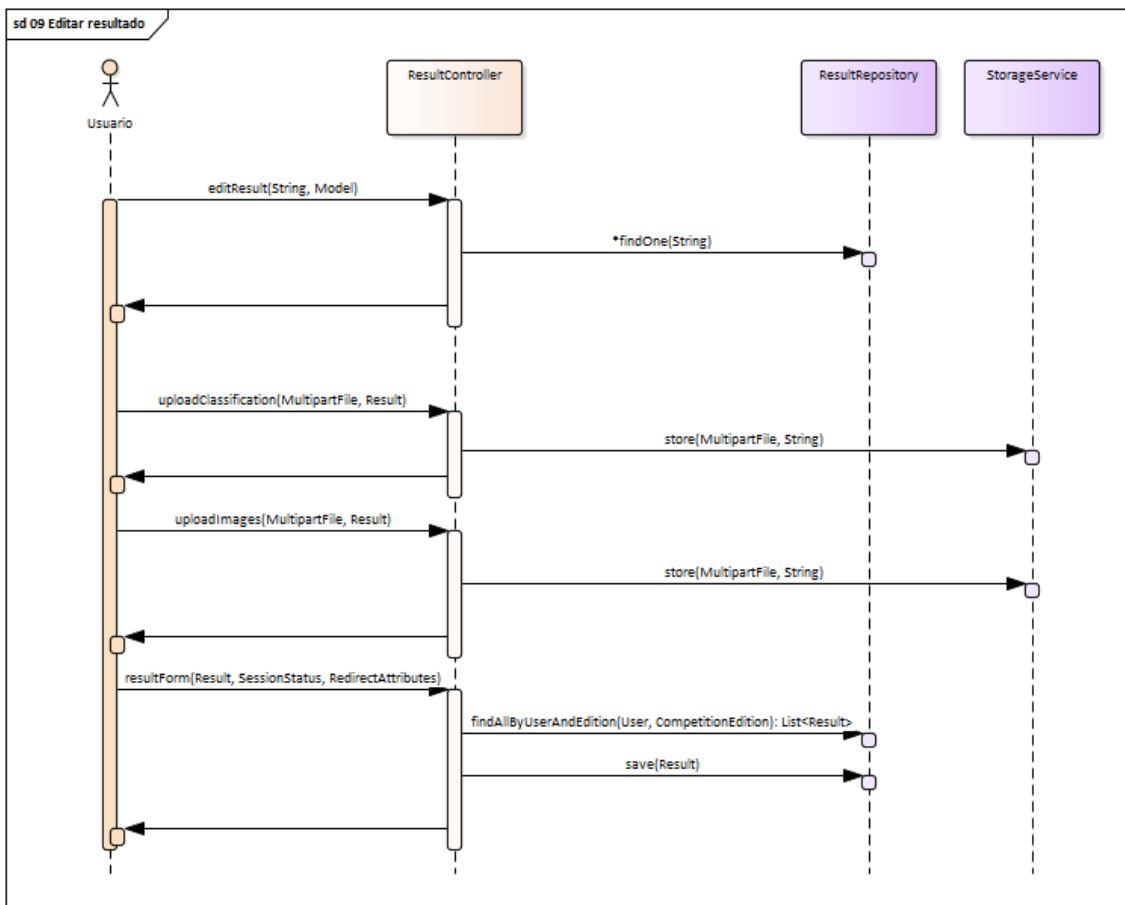 sd 09 Editar resultado
Usuario
ResultController
ResultRepository
StorageService
editResult(String, Model)
*findOne(String)
uploadClassification(MultipartFile, Result)
store(MultipartFile, String)
uploadImages(MultipartFile, Result)
store(MultipartFile, String)
resultForm(Result, SessionStatus, RedirectAttributes)
findAllByUserAndEdition(User, CompetitionEdition): List<Result>
save(Result)